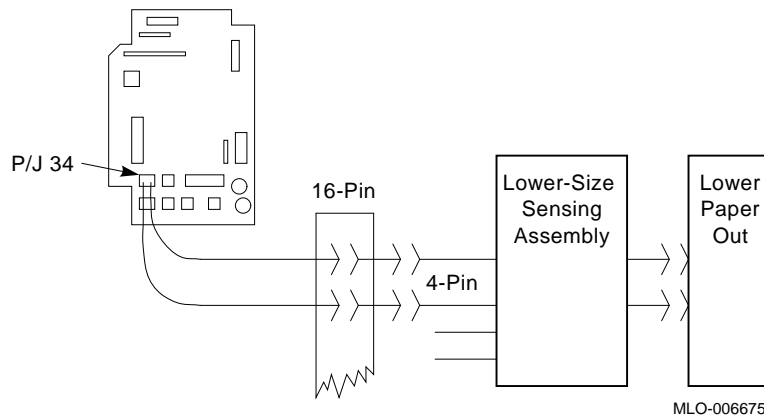 P/J 34
16-Pin
4-Pin
Lower-Size
Sensing
Assembly
Lower
Paper
Out
MLO-006675